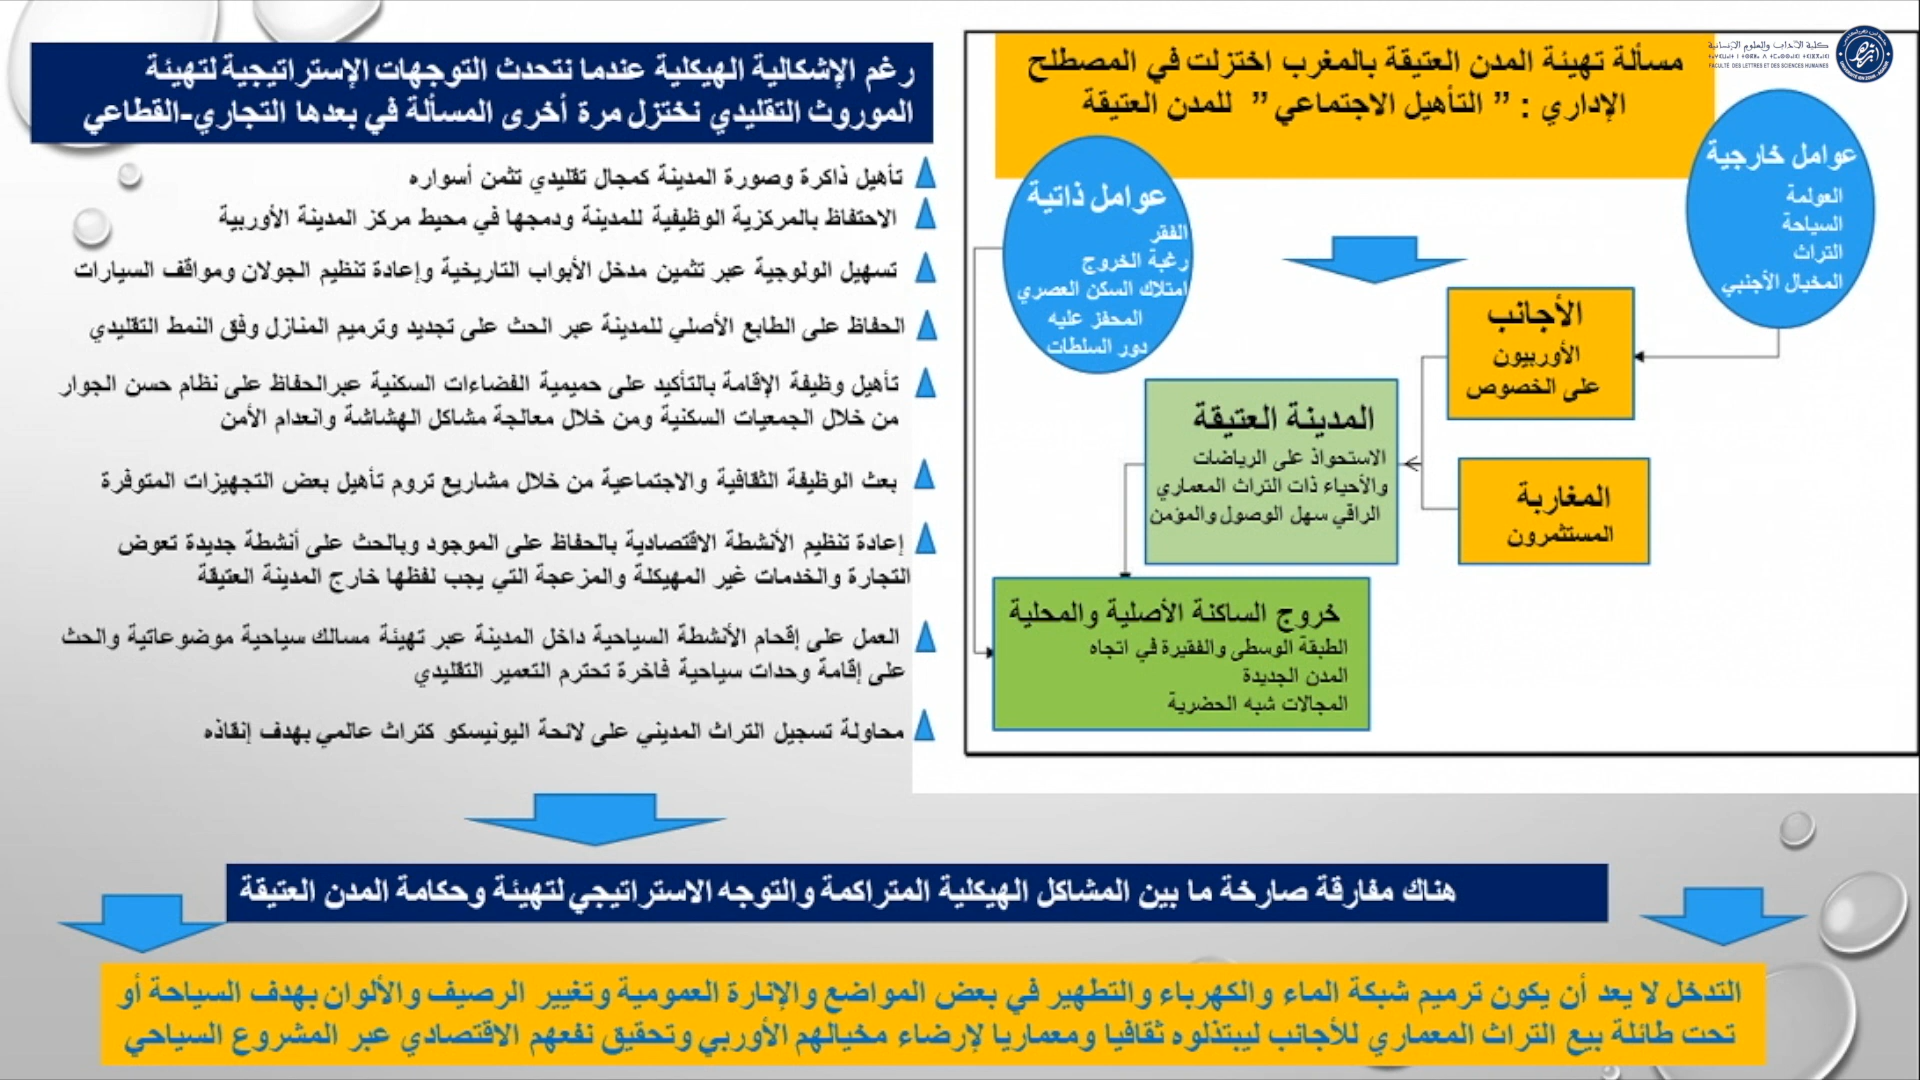 كلية الآداب والعلوم الإنسانية
FACULTÉ DES LETTRES ET DES SCIENCES HUMAINES
مسألة تهيئة المدن العتيقة بالمغرب اختزلت في المصطلح
الإداري : " التأهيل الاجتماعي " للمدن العتيقة
عوامل خارجية
العولمة
السياحة
التراث
المخيال الأجنبي
عوامل ذاتية
الفقر
رغبة الخروج
امتلاك السكن العصري
المحفز عليه
دور السلطات
الأجانب
الأوربيون
على الخصوص
المغاربة
المستثمرون
المدينة العتيقة
الاستحواذ على الرياضات
والأحياء ذات التراث المعماري
الراقي سهل الوصول والمؤمن
خروج الساكنة الأصلية والمحلية
الطبقة الوسطى والفقيرة في اتجاه
المدن الجديدة
المجالات شبه الحضرية
رغم الإشكالية الهيكلية عندما نتحدث التوجهات الإستراتيجية لتهيئة
الموروث التقليدي نختزل مرة أخرى المسألة في بعدها التجاري-القطاعي
تأهيل ذاكرة وصورة المدينة كمجال تقليدي تثمن أسواره
الاحتفاظ بالمركزية الوظيفية للمدينة ودمجها في محيط مركز المدينة الأوربية
تسهيل الولوجية عبر تثمين مدخل الأبواب التاريخية وإعادة تنظيم الجولان ومواقف السيارات
الحفاظ على الطابع الأصلي للمدينة عبر الحث على تجديد وترميم المنازل وفق النمط التقليدي
تأهيل وظيفة الإقامة بالتأكيد على حميمية الفضاءات السكنية عبرالحفاظ على نظام حسن الجوار
من خلال الجمعيات السكنية ومن خلال معالجة مشاكل الهشاشة وانعدام الأمن
بعث الوظيفة الثقافية والاجتماعية من خلال مشاريع تروم تأهيل بعض التجهيزات المتوفرة
إعادة تنظيم الأنشطة الاقتصادية بالحفاظ على الموجود وبالحث على أنشطة جديدة تعوض
التجارة والخدمات غير المهيكلة والمزعجة التي يجب لفظها خارج المدينة العتيقة
العمل على إقحام الأنشطة السياحية داخل المدينة عبر تهيئة مسالك سياحية موضوعاتية والحث
على إقامة وحدات سياحية فاخرة تحترم التعمير التقليدي
محاولة تسجيل التراث المديني على لائحة اليونيسكو كتراث عالمي بهدف إنقاذه
هناك مفارقة صارخة ما بين المشاكل الهيكلية المتراكمة والتوجه الاستراتيجي لتهيئة وحكامة المدن العتيقة
التدخل لا يعد أن يكون ترميم شبكة الماء والكهرباء والتطهير في بعض المواضع والإنارة العمومية وتغيير الرصيف والألوان بهدف السياحة أو
تحت طائلة بيع التراث المعماري للأجانب ليبتذلوه ثقافيا ومعماريا لإرضاء مخيالهم الأوربي وتحقيق نفعهم الاقتصادي عبر المشروع السياحي